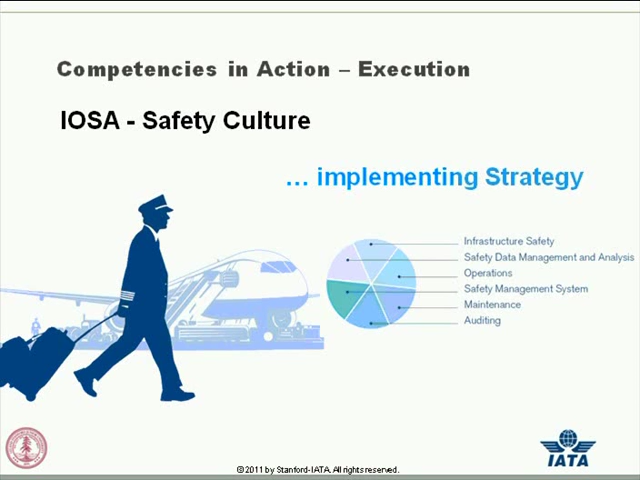 Competencies in Action – Execution
IOSA - Safety Culture
… implementing Strategy
Infrastructure Safety
Safety Data Management and Analysis
Operations
Safety Management System
Maintenance
Auditing
IATA
© 2011 by Stanford-IATA. All rights reserved.